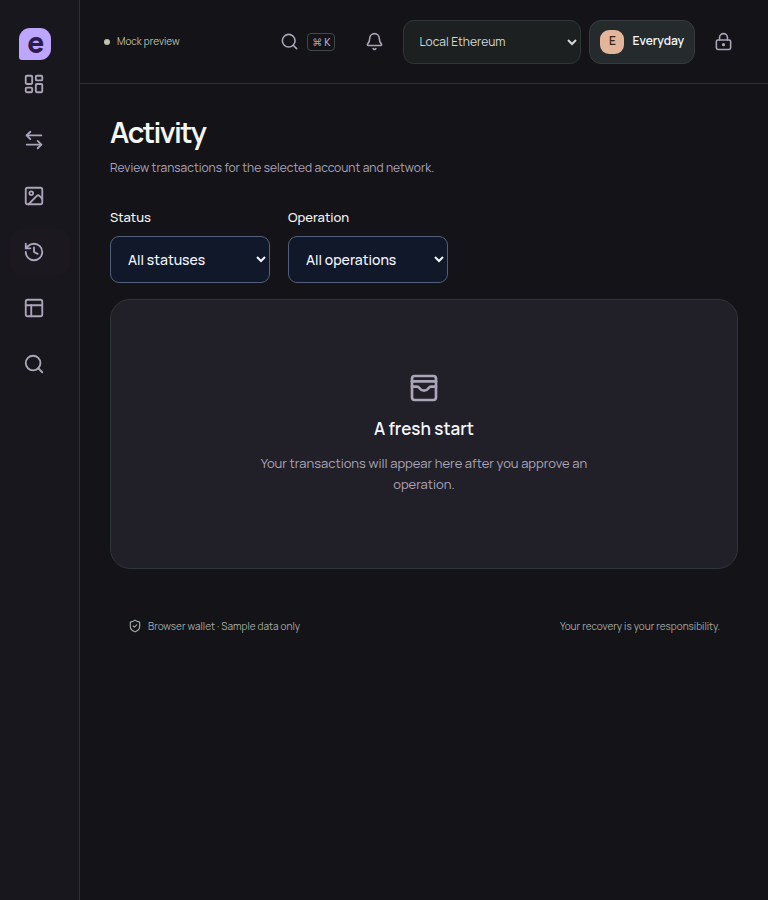 e
Mock preview
⌘ K
Local Ethereum
E
Everyday
Activity
Review transactions for the selected account and network.
Status
Operation
All statuses
All operations
A fresh start
Your transactions will appear here after you approve an
operation.
Browser wallet · Sample data only
Your recovery is your responsibility.